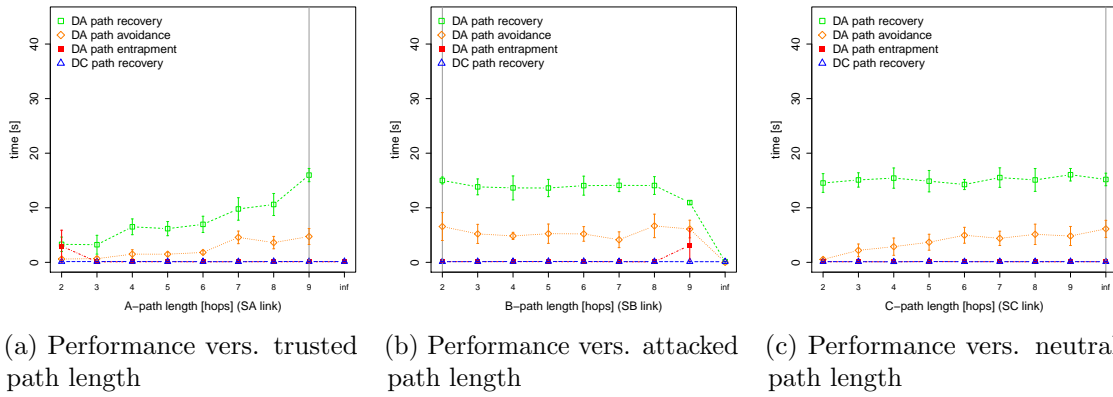 DA path recovery
DA path avoidance
DA path entrapment
DC path recovery
time [s]
0 10 20 30 40
2 3 4 5 6 7 8 9 inf
A−path length [hops] (SA link)
DA path recovery
DA path avoidance
DA path entrapment
DC path recovery
time [s]
0 10 20 30 40
2 3 4 5 6 7 8 9 inf
B−path length [hops] (SB link)
DA path recovery
DA path avoidance
DA path entrapment
DC path recovery
time [s]
0 10 20 30 40
2 3 4 5 6 7 8 9 inf
C−path length [hops] (SC link)
(a) Performance vers. trusted
path length
(b) Performance vers. attacked
path length
(c) Performance vers. neutral
path length